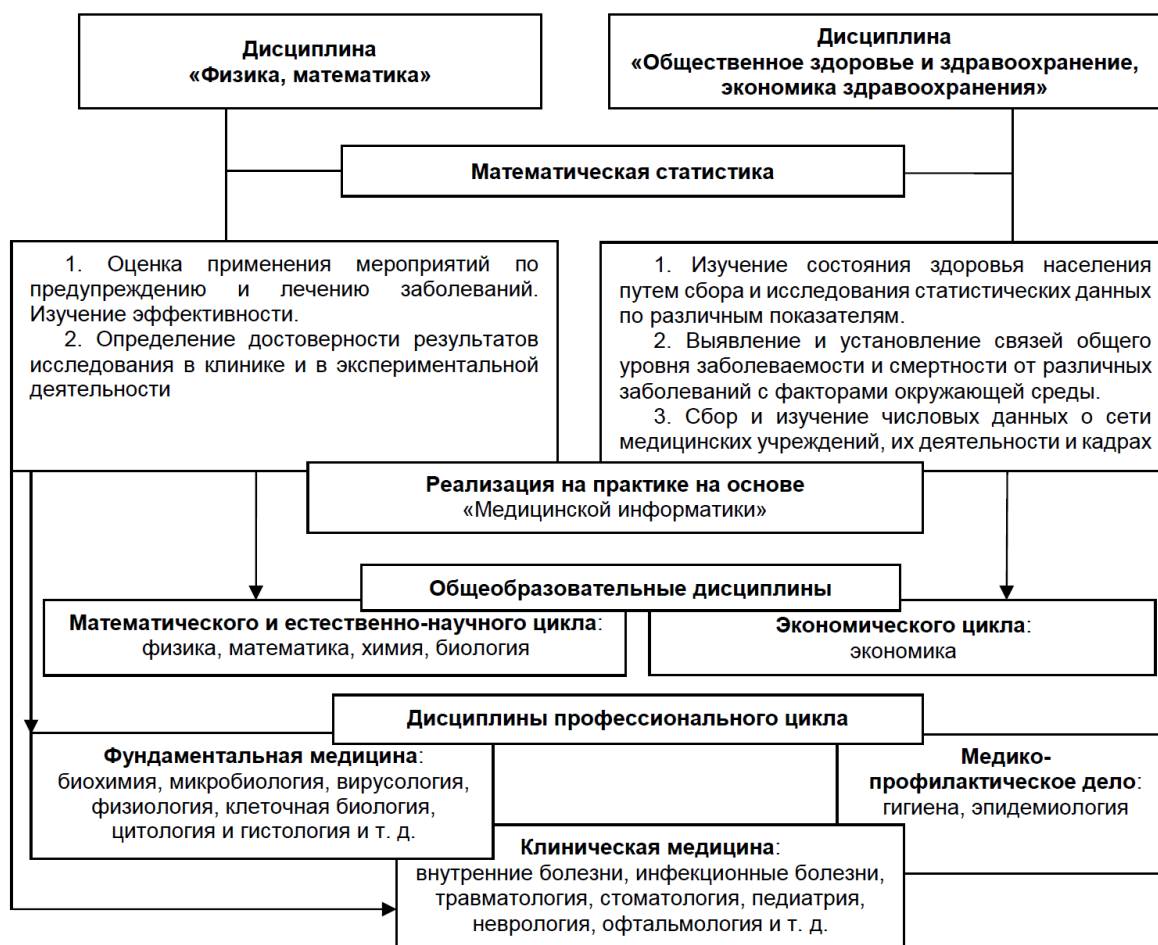 Дисциплина
«Физика, математика»
Дисциплина
«Общественное здоровье и здравоохранение,
экономика здравоохранения»
Математическая статистика
1. Оценка применения мероприятий по
предупреждению и лечению заболеваний.
Изучение эффективности.
2. Определение достоверности результатов
исследования в клинике и в экспериментальной
деятельности
1. Изучение состояния здоровья населения
путем сбора и исследования статистических данных
по различным показателям.
2. Выявление и установление связей общего
уровня заболеваемости и смертности от различных
заболеваний с факторами окружающей среды.
3. Сбор и изучение числовых данных о сети
медицинских учреждений, их деятельности и кадрах
Реализация на практике на основе
«Медицинской информатики»
Общеобразовательные дисциплины
Математического и естественно-научного цикла:
физика, математика, химия, биология
Экономического цикла:
экономика
Дисциплины профессионального цикла
Фундаментальная медицина:
биохимия, микробиология, вирусология,
физиология, клеточная биология,
цитология и гистология и т. д.
Медико-
профилактическое дело:
гигиена, эпидемиология
Клиническая медицина:
внутренние болезни, инфекционные болезни,
травматология, стоматология, педиатрия,
неврология, офтальмология и т. д.